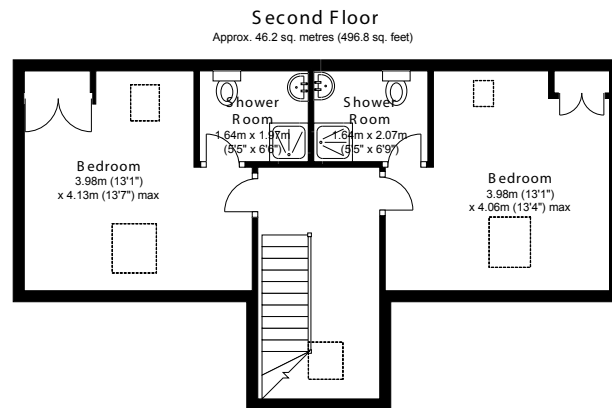 Second Floor
Approx. 46.2 sq. metres (496.8 sq. feet)
Shower
Room
1.64m x 1.97m
(5'5" x 6'6")
Shower
Room
1.64m x 2.07m
(5'5" x 6'9")
Bedroom
3.98m (13'1")
x 4.13m (13'7") max
Bedroom
3.98m (13'1")
x 4.06m (13'4") max